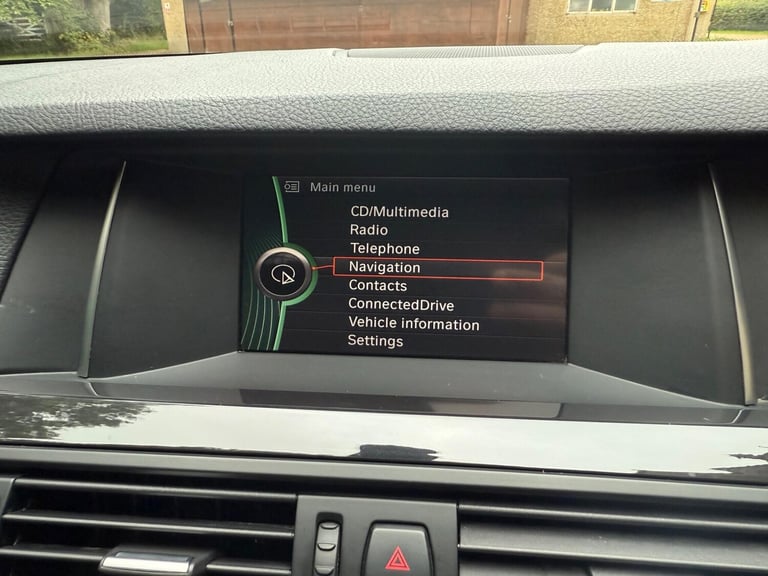 Main menu
CD/Multimedia
Radio
Telephone
Navigation
Contacts
ConnectedDrive
Vehicle information
Settings